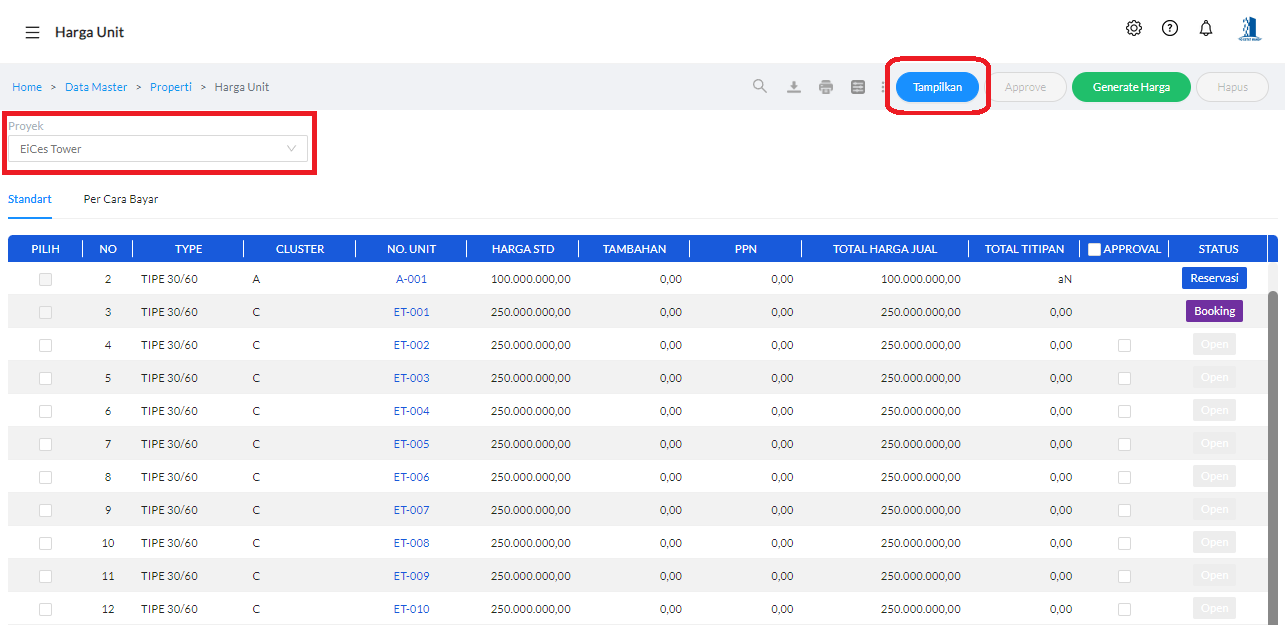 Harga Unit
Home > Data Master > Properti > Harga Unit
Tampilkan
Approve
Generate Harga
Hapus
Proyek
EiCes Tower
Standart Per Cara Bayar
PILIH NO TYPE CLUSTER NO. UNIT HARGA STD TAMBAHAN PPN TOTAL HARGA JUAL TOTAL TITIPAN APPROVAL STATUS
2 TIPE 30/60 A A-001 100.000.000,00 0,00 0,00 100.000.000,00 aN Reservasi
3 TIPE 30/60 C ET-001 250.000.000,00 0,00 0,00 250.000.000,00 0,00 Booking
4 TIPE 30/60 C ET-002 250.000.000,00 0,00 0,00 250.000.000,00 0,00 Open
5 TIPE 30/60 C ET-003 250.000.000,00 0,00 0,00 250.000.000,00 0,00 Open
6 TIPE 30/60 C ET-004 250.000.000,00 0,00 0,00 250.000.000,00 0,00 Open
7 TIPE 30/60 C ET-005 250.000.000,00 0,00 0,00 250.000.000,00 0,00 Open
8 TIPE 30/60 C ET-006 250.000.000,00 0,00 0,00 250.000.000,00 0,00 Open
9 TIPE 30/60 C ET-007 250.000.000,00 0,00 0,00 250.000.000,00 0,00 Open
10 TIPE 30/60 C ET-008 250.000.000,00 0,00 0,00 250.000.000,00 0,00 Open
11 TIPE 30/60 C ET-009 250.000.000,00 0,00 0,00 250.000.000,00 0,00 Open
12 TIPE 30/60 C ET-010 250.000.000,00 0,00 0,00 250.000.000,00 0,00 Open